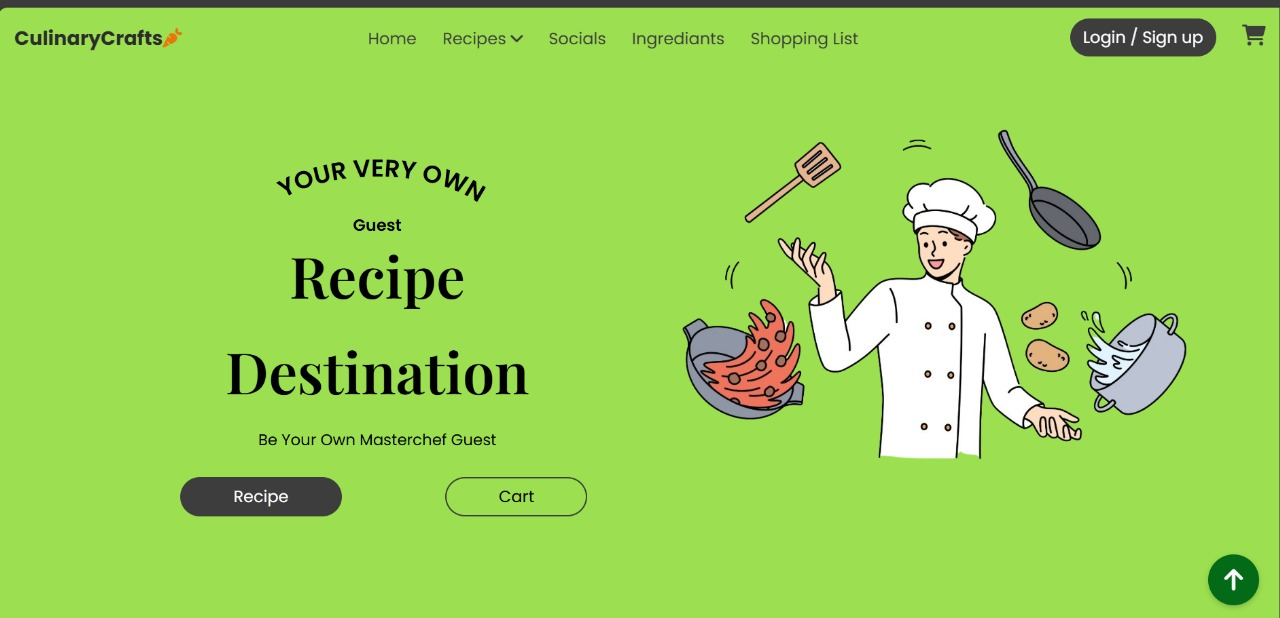 CulinaryCrafts
Home Recipes Socials Ingrediants Shopping List
Login / Sign up
YOUR VERY OWN
Guest
Recipe
Destination
Be Your Own Masterchef Guest
Recipe
Cart